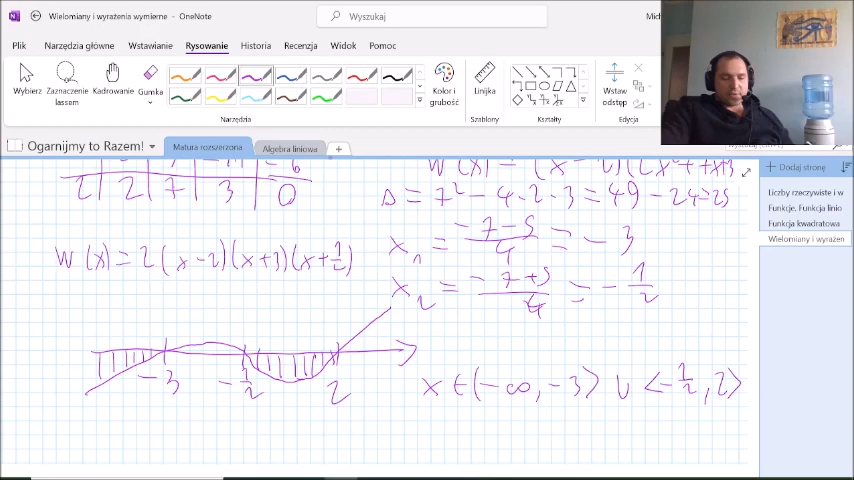 Wielomiany i wyrażenia wymierne - OneNote
Wyszukaj
Plik Narzędzia główne Wstawianie Rysowanie Historia Recenzja Widok Pomoc
Wybierz Zaznaczenie lassem Kadrowanie Gumka Kolor i grubość Linijka Wstaw odstęp
Narzędzia Szablony Kształty Edycja
Ogarnijmy to Razem! Matura rozszerzona Algebra liniowa +
Dodaj stronę
Liczby rzeczywiste i w
Funkcje. Funkcja linio
Funkcja kwadratowa
Wielomiany i wyrażen
2 | 2 | 7 | 3 | 0
Δ = 7² - 4·2·3 = 49 - 24 = 25
W(x) = 2(x-2)(x+3)(x+1/2)
x₁ = (-7-5)/4 = -3
x₂ = (-7+5)/4 = -1/2
-3 -1/2 2
x ∈ (-∞, -3> ∪ <-1/2, 2>